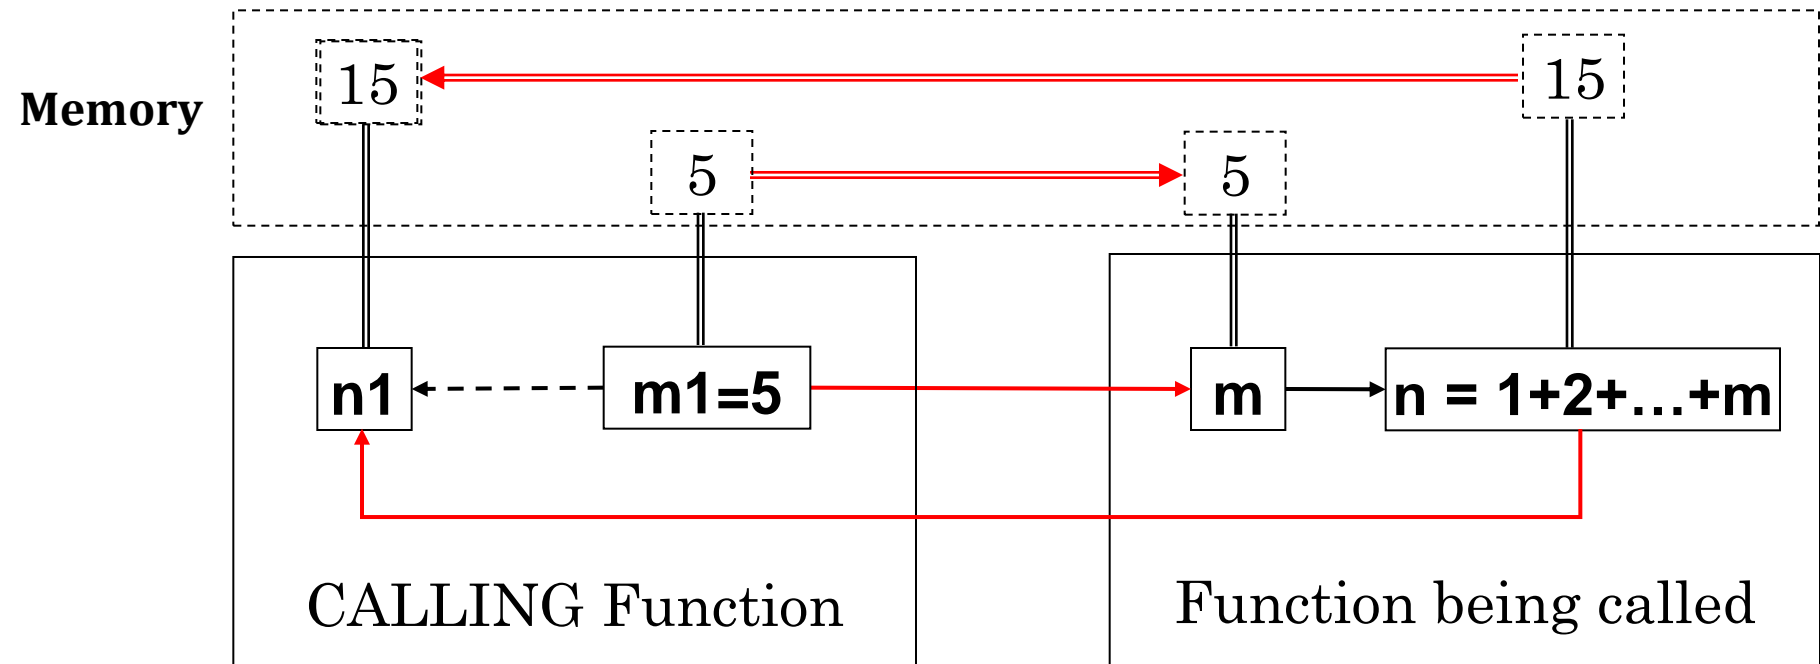 15
15
Memory
5
5
n1
m1=5
m
n = 1+2+…+m
CALLING Function
Function being called